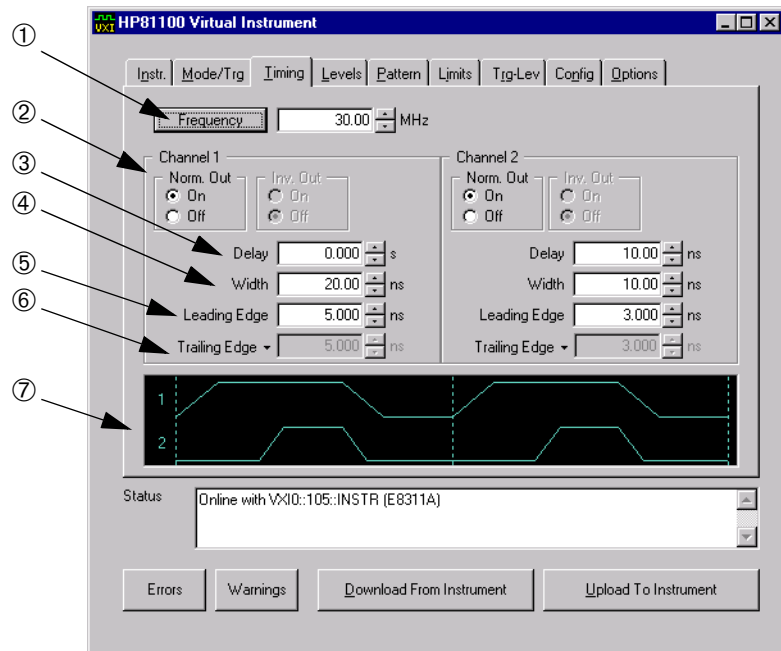 VXI HP81100 Virtual Instrument
①
Instr. Mode/Trg Timing Levels Pattern Limits Trg-Lev Config Options
Frequency 30.00 MHz
②
Channel 1
Norm. Out Inv. Out
On On
Off Off
③
Delay 0.000 s
④
Width 20.00 ns
⑤
Leading Edge 5.000 ns
⑥
Trailing Edge 5.000 ns
Channel 2
Norm. Out Inv. Out
On On
Off Off
Delay 10.00 ns
Width 10.00 ns
Leading Edge 3.000 ns
Trailing Edge 3.000 ns
⑦
1
2
Status Online with VXI0::105::INSTR (E8311A)
Errors Warnings Download From Instrument Upload To Instrument